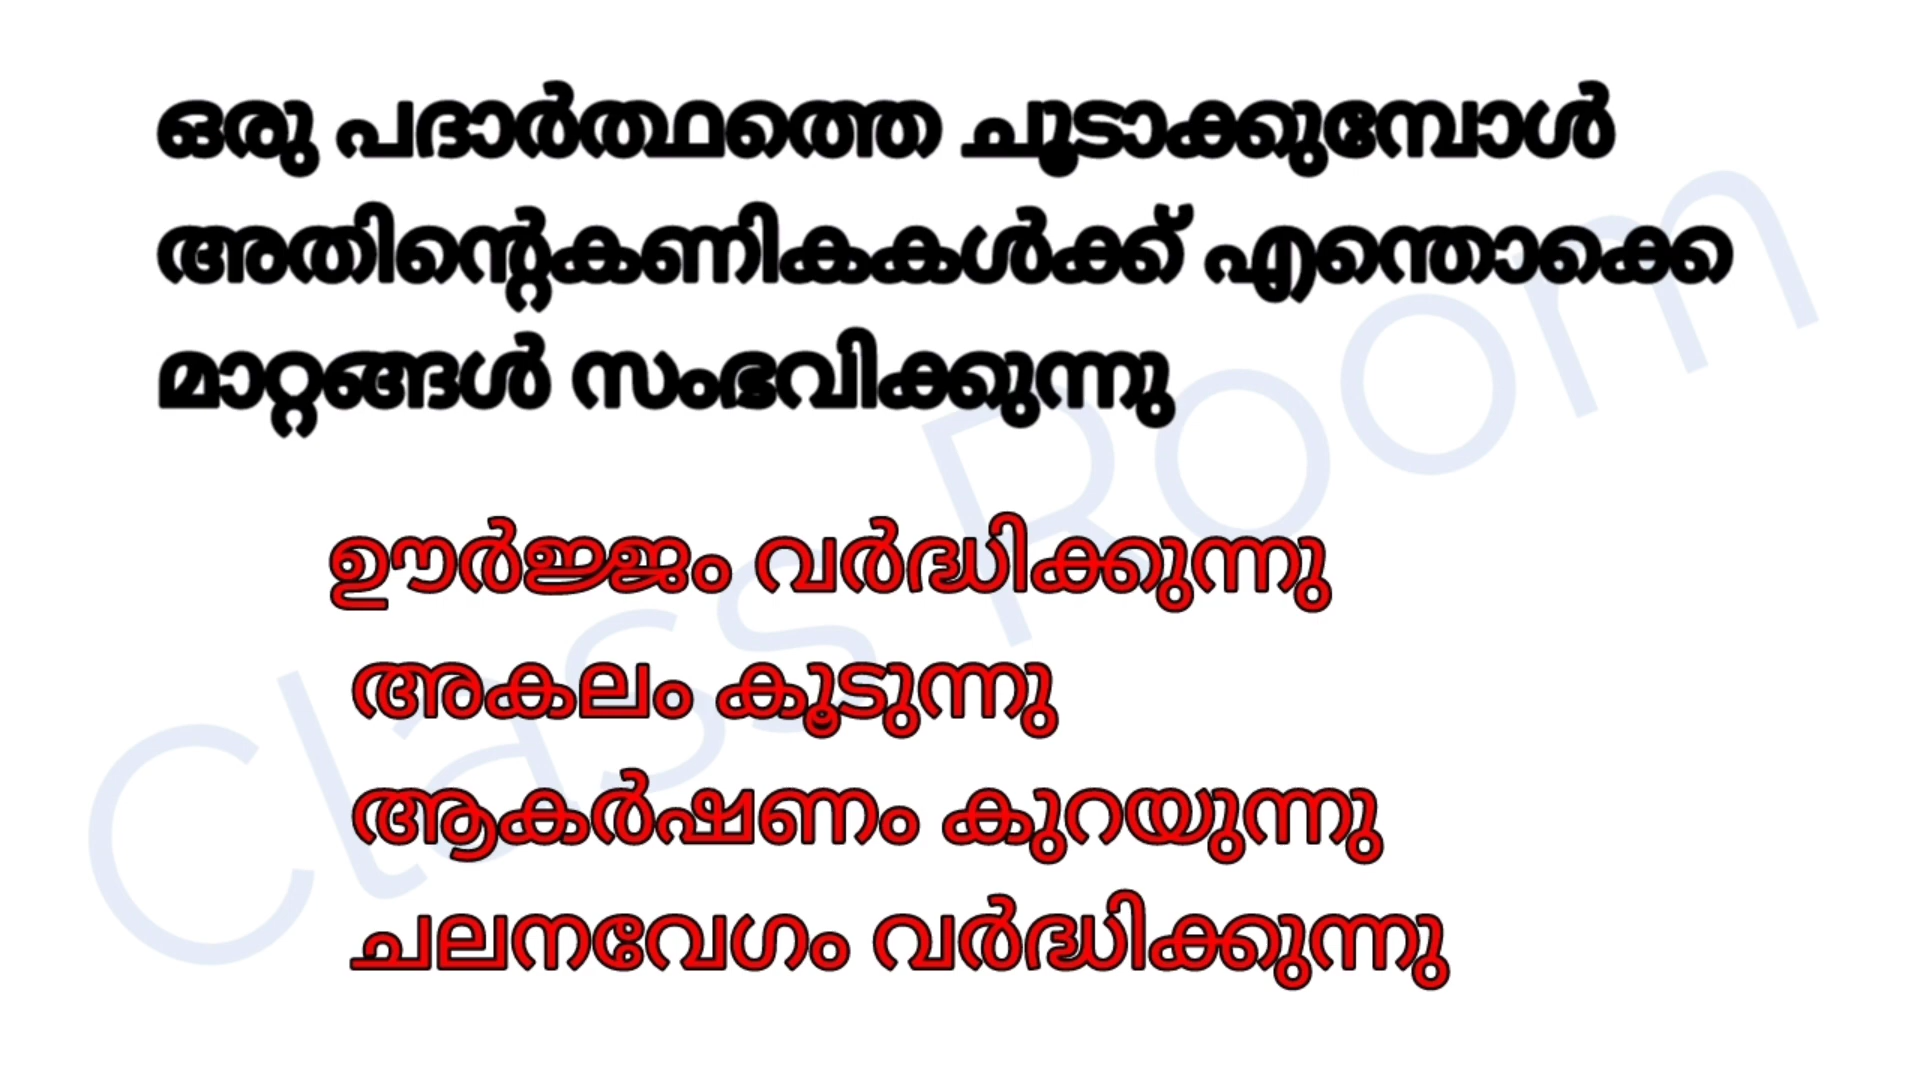 ഒരു പദാർത്ഥത്തെ ചൂടാക്കുമ്പോൾ
അതിന്റെകണികകൾക്ക് എന്തൊക്കെ
മാറ്റങ്ങൾ സംഭവിക്കുന്നു
ഊർജ്ജം വർദ്ധിക്കുന്നു
അകലം കൂടുന്നു
ആകർഷണം കുറയുന്നു
ചലനവേഗം വർദ്ധിക്കുന്നു
Class Room